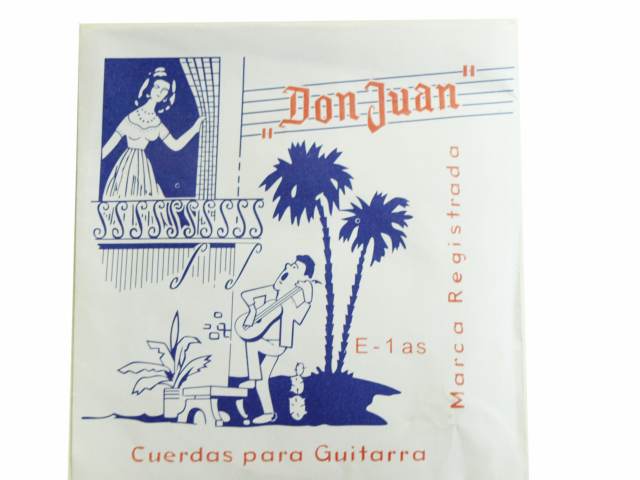 "Don Juan"
Marca Registrada
E-1as
Cuerdas para Guitarra